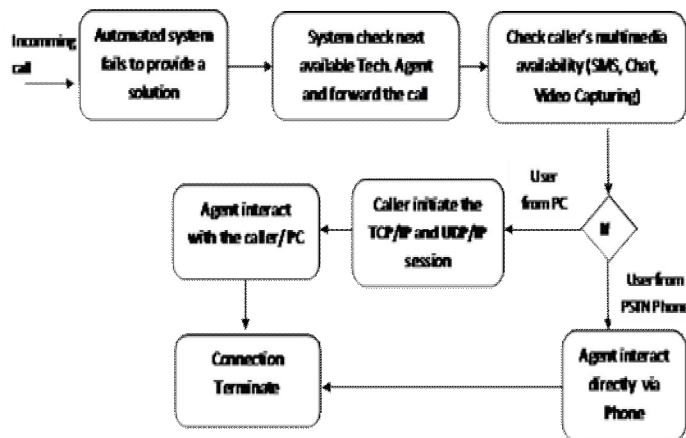 Incomming
call
Automated system
fails to provide a
solution
System check next
available Tech. Agent
and forward the call
Check caller's multimedia
availability (SMS, Chat,
Video Capturing)
User
from PC
If
Caller initiate the
TCP/IP and UDP/IP
session
Agent interact
with the caller/ PC
User from
PSTN Phone
Connection
Terminate
Agent interact
directly via
Phone